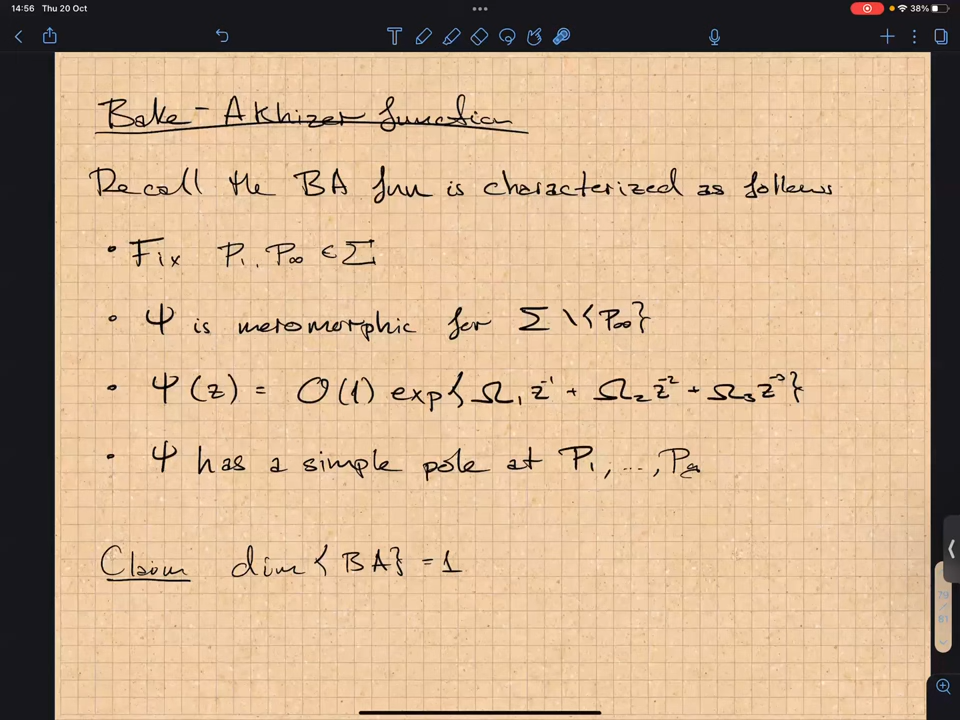 14:56 Thu 20 Oct
38%
Bake-Akhizer function
Recall the BA fun is characterized as follows
• Fix P₁, P∞ ∈ Σ
• Ψ is meromorphic for Σ \ {P∞}
• Ψ(z) = O(1) exp{Ω₁z⁻¹ + Ω₂z⁻² + Ω₃z⁻³}
• Ψ has a simple pole at P₁, ..., Pg
Claim dim {BA} = 1
79
/
81